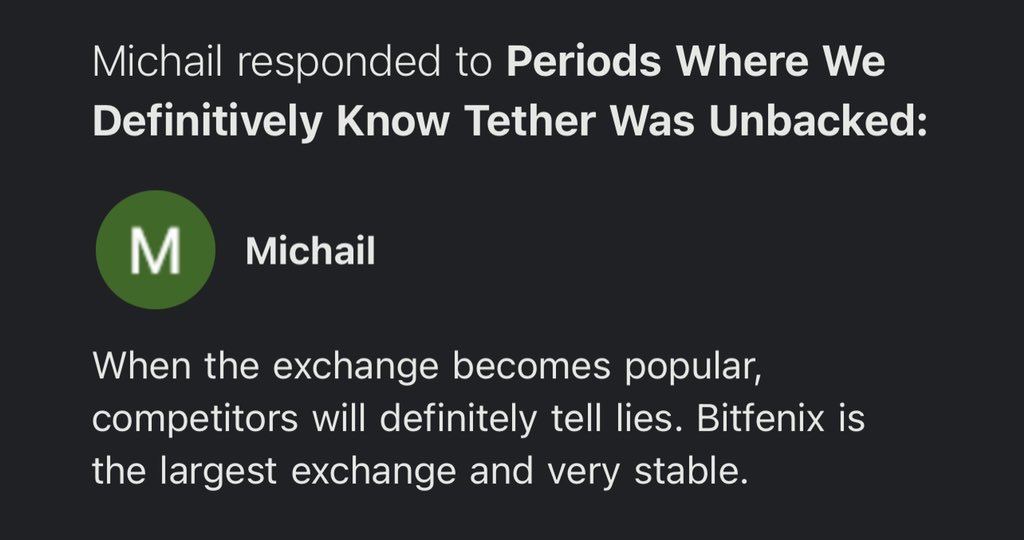 Michail responded to Periods Where We
Definitively Know Tether Was Unbacked:
M
Michail
When the exchange becomes popular,
competitors will definitely tell lies. Bitfenix is
the largest exchange and very stable.